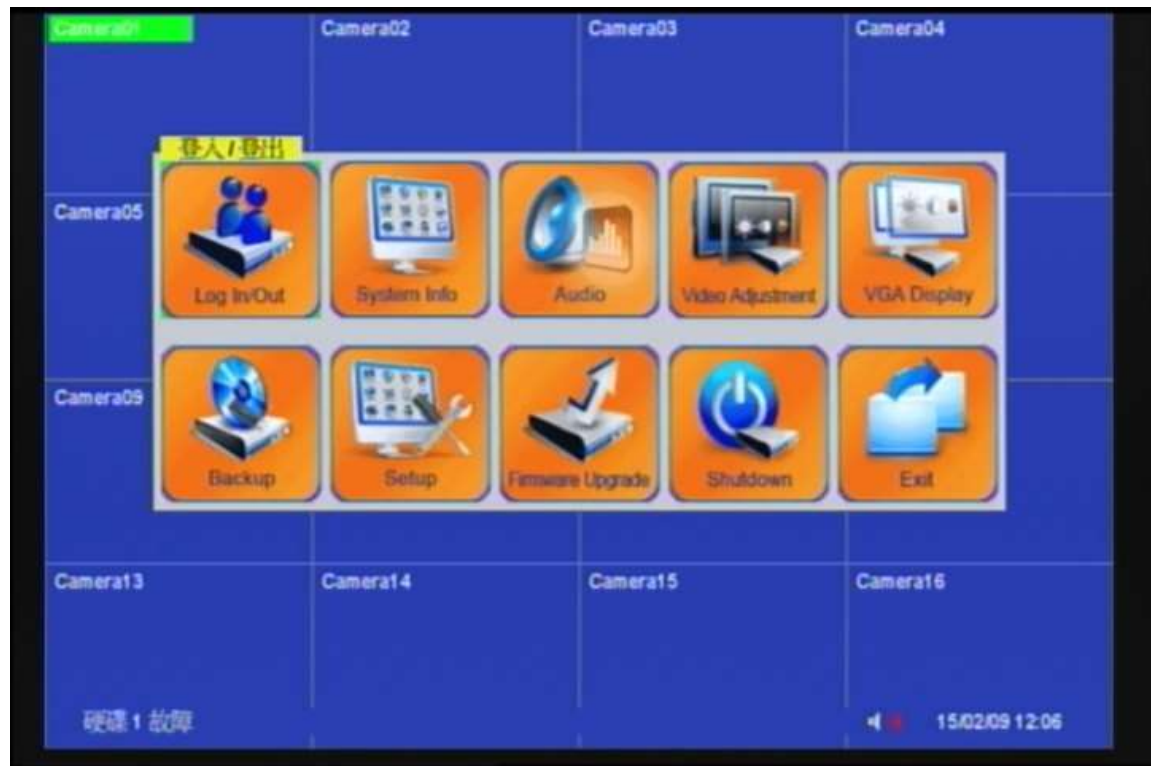 Camera01
Camera02
Camera03
Camera04
登入 / 登出
Camera05
Log In/Out
System Info
Audio
Video Adjustment
VGA Display
Camera09
Backup
Setup
Firmware Upgrade
Shutdown
Exit
Camera13
Camera14
Camera15
Camera16
硬碟 1 故障
15/02/09 12:06